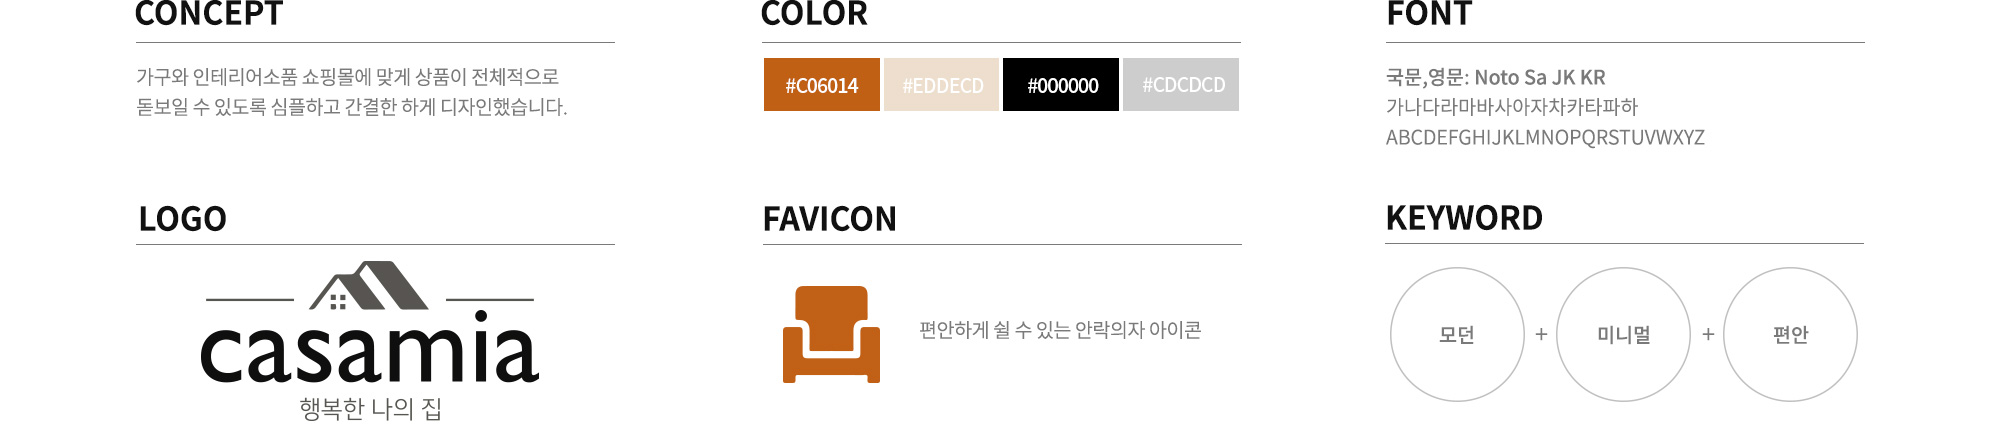 CONCEPT
가구와 인테리어소품 쇼핑몰에 맞게 상품이 전체적으로
돋보일 수 있도록 심플하고 간결한 하게 디자인했습니다.
COLOR
#C06014 #EDDECD #000000 #CDCDCD
FONT
국문,영문: Noto Sa JK KR
가나다라마바사아자차카타파하
ABCDEFGHIJKLMNOPQRSTUVWXYZ
LOGO
casamia
행복한 나의 집
FAVICON
편안하게 쉴 수 있는 안락의자 아이콘
KEYWORD
모던 + 미니멀 + 편안